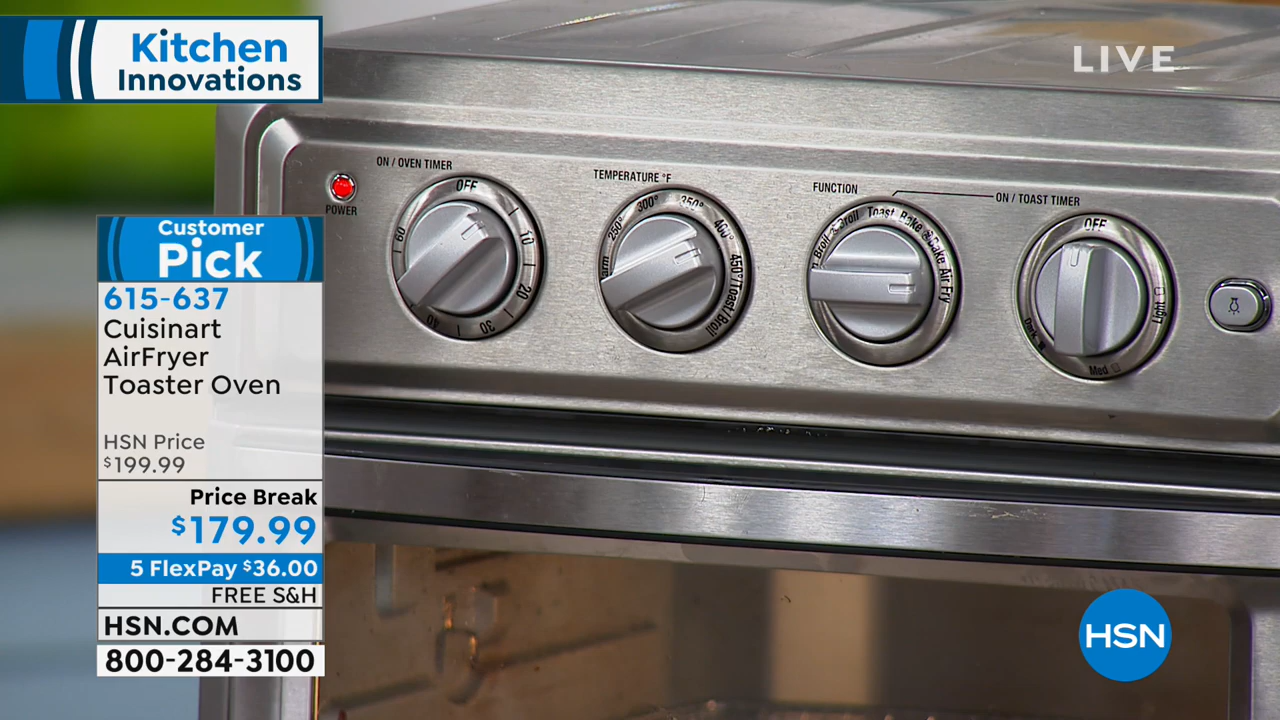 Kitchen
Innovations
LIVE
Customer
Pick
615-637
Cuisinart
AirFryer
Toaster Oven
HSN Price
$199.99
Price Break
$179.99
5 FlexPay $36.00
FREE S&H
HSN.COM
800-284-3100
POWER
ON / OVEN TIMER
OFF
10
20
30
40
60
TEMPERATURE °F
250°
300°
350°
400°
450°/Toast/Broil
FUNCTION
Broil
Toast
Bake
Air Fry
ON / TOAST TIMER
OFF
Light
Med
Dark
HSN